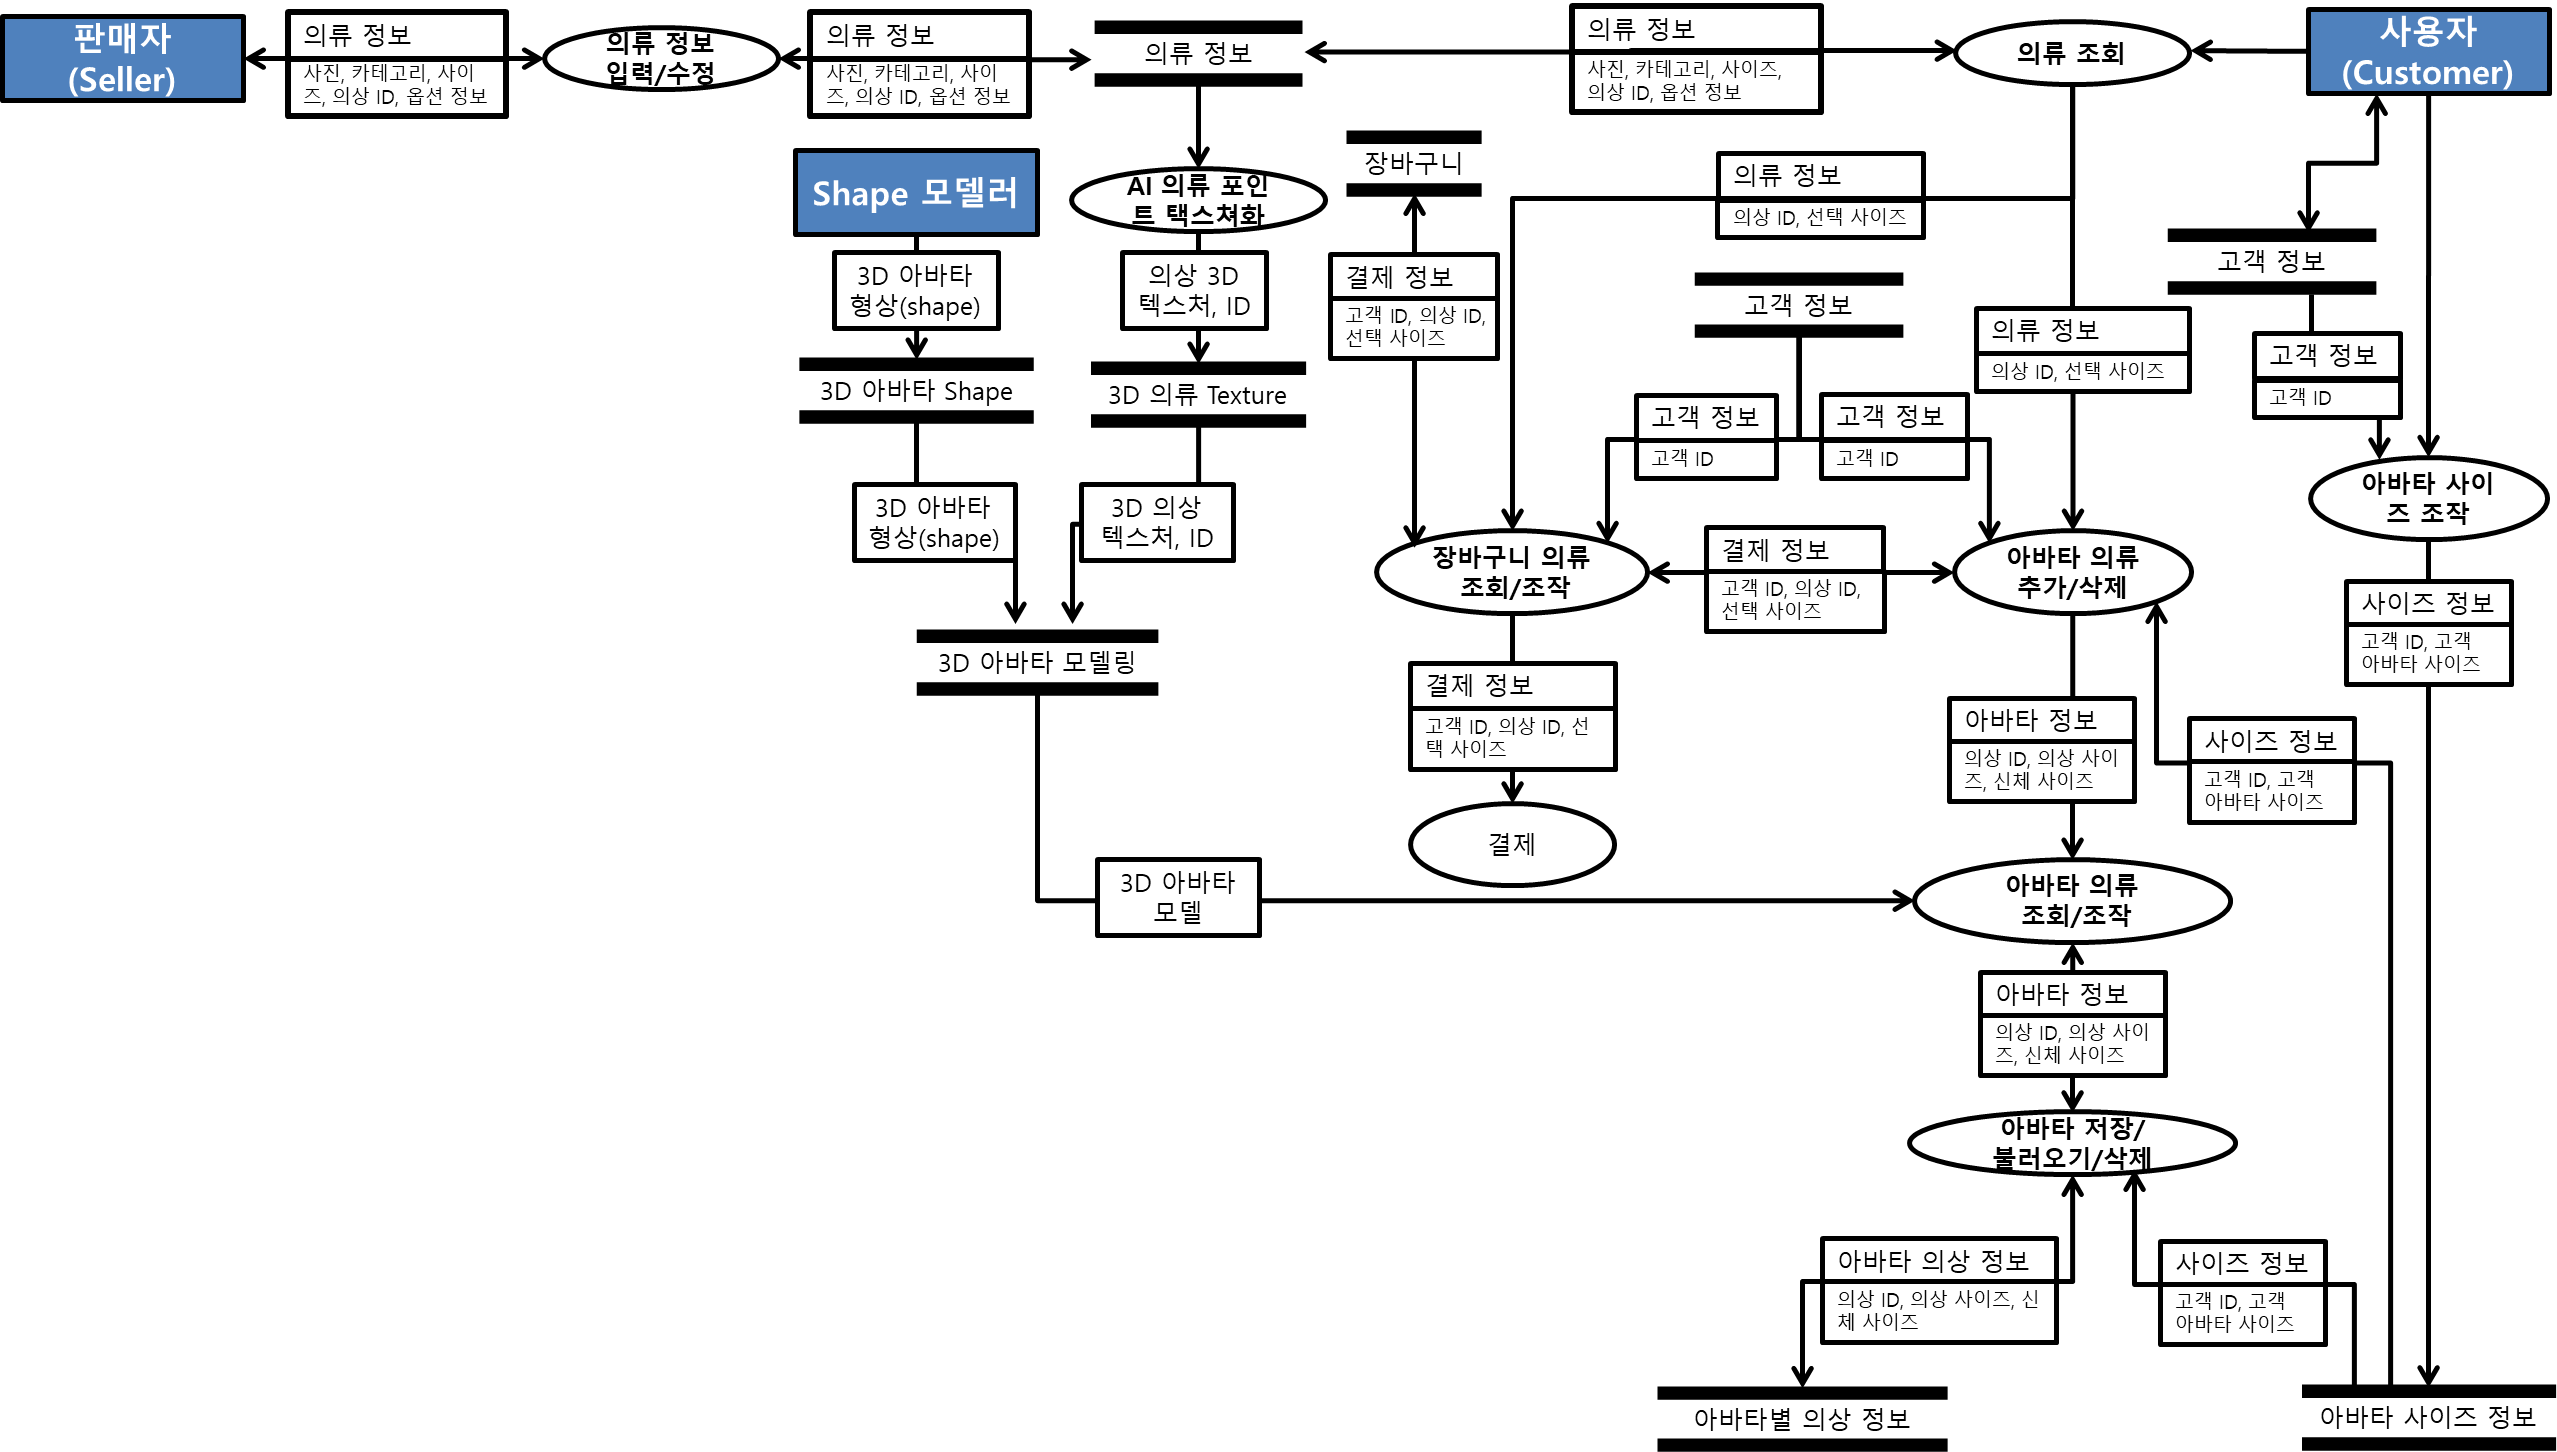 판매자
(Seller)
의류 정보
사진, 카테고리, 사이
즈, 의상 ID, 옵션 정보
의류 정보
입력/수정
의류 정보
사진, 카테고리, 사이
즈, 의상 ID, 옵션 정보
의류 정보
의류 정보
사진, 카테고리, 사이즈,
의상 ID, 옵션 정보
의류 조회
사용자
(Customer)
Shape 모델러
AI 의류 포인
트 택스쳐화
장바구니
의류 정보
의상 ID, 선택 사이즈
고객 정보
3D 아바타
형상(shape)
의상 3D
텍스처, ID
결제 정보
고객 ID, 의상 ID,
선택 사이즈
고객 정보
의류 정보
의상 ID, 선택 사이즈
고객 정보
고객 ID
3D 아바타 Shape
3D 의류 Texture
고객 정보
고객 ID
고객 정보
고객 ID
3D 아바타
형상(shape)
3D 의상
텍스처, ID
아바타 사이
즈 조작
장바구니 의류
조회/조작
결제 정보
고객 ID, 의상 ID,
선택 사이즈
아바타 의류
추가/삭제
사이즈 정보
고객 ID, 고객
아바타 사이즈
3D 아바타 모델링
결제 정보
고객 ID, 의상 ID, 선
택 사이즈
아바타 정보
의상 ID, 의상 사이
즈, 신체 사이즈
사이즈 정보
고객 ID, 고객
아바타 사이즈
결제
3D 아바타
모델
아바타 의류
조회/조작
아바타 정보
의상 ID, 의상 사이
즈, 신체 사이즈
아바타 저장/
불러오기/삭제
아바타 의상 정보
의상 ID, 의상 사이즈, 신
체 사이즈
사이즈 정보
고객 ID, 고객
아바타 사이즈
아바타별 의상 정보
아바타 사이즈 정보